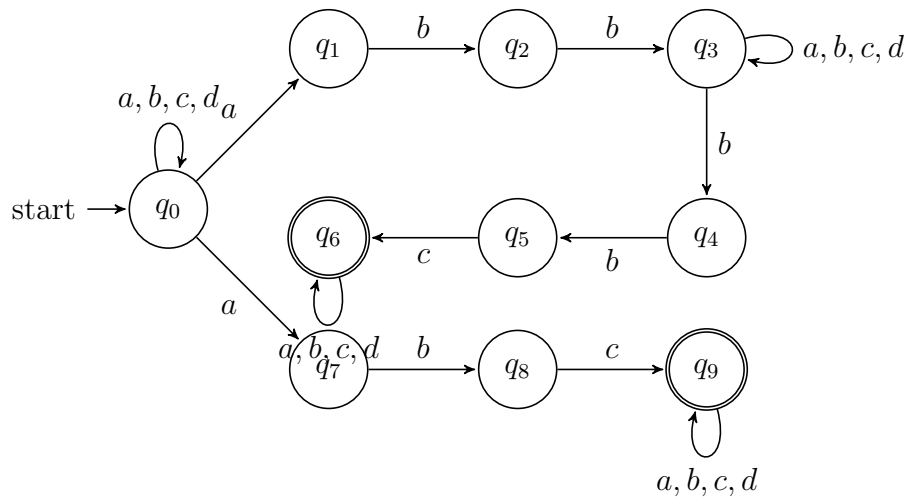 q1 b q2 b q3 a, b, c, d
a, b, c, d a
b
start q0 q6 c q5 b q4
a
a, b, c, d
q7 b q8 c q9
a, b, c, d